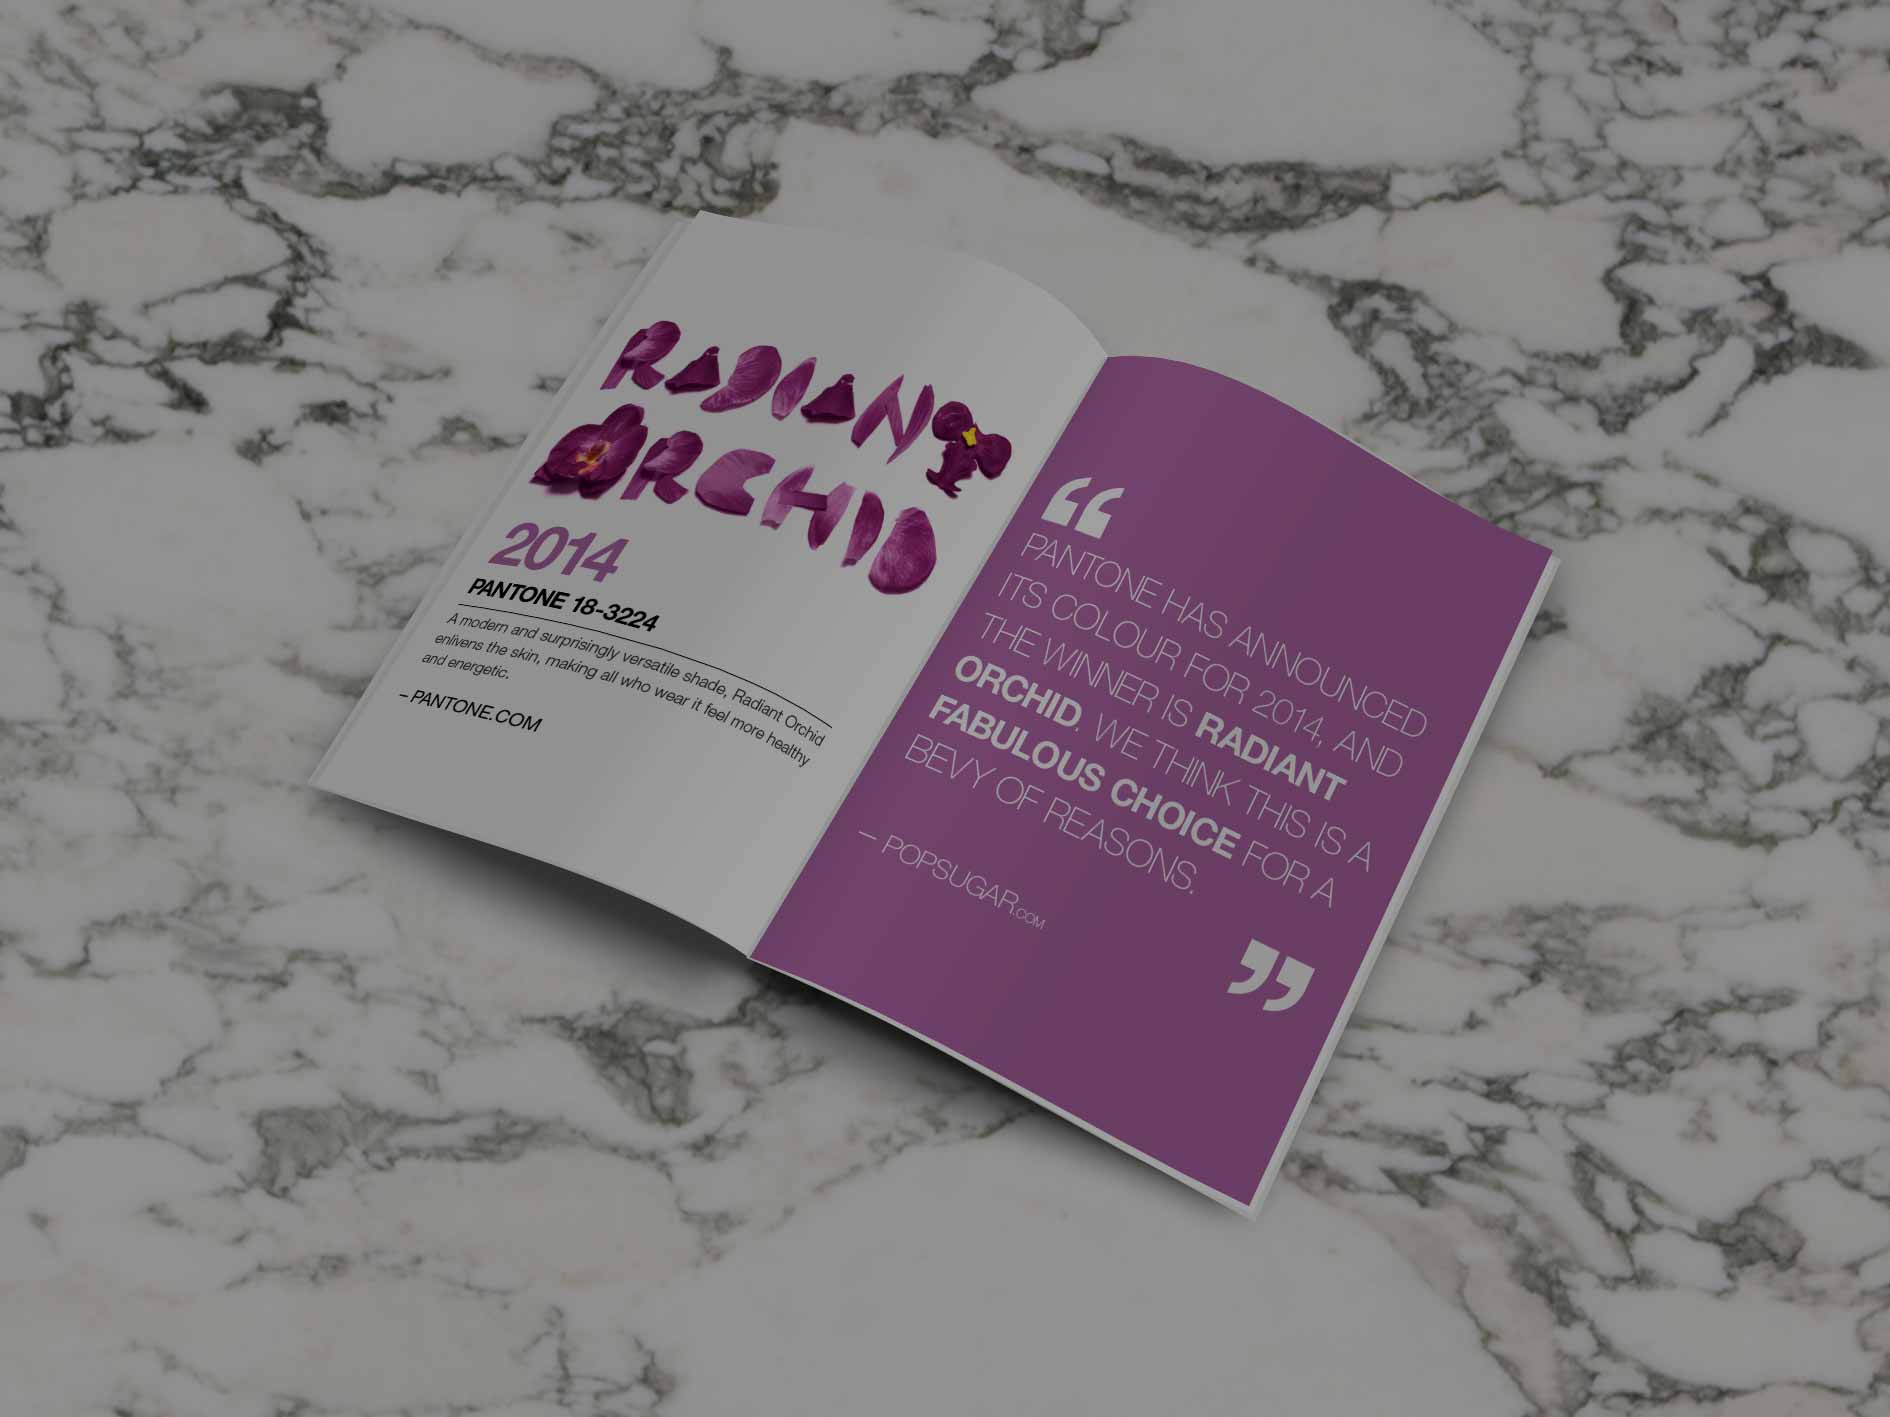 RADIANT
ORCHID
2014
PANTONE 18-3224
A modern and surprisingly versatile shade, Radiant Orchid
enlivens the skin, making all who wear it feel more healthy
and energetic.
– PANTONE.COM
“
PANTONE HAS ANNOUNCED
ITS COLOUR FOR 2014, AND
THE WINNER IS RADIANT
ORCHID. WE THINK THIS IS A
FABULOUS CHOICE FOR A
BEVY OF REASONS.
– POPSUGAR.COM
”